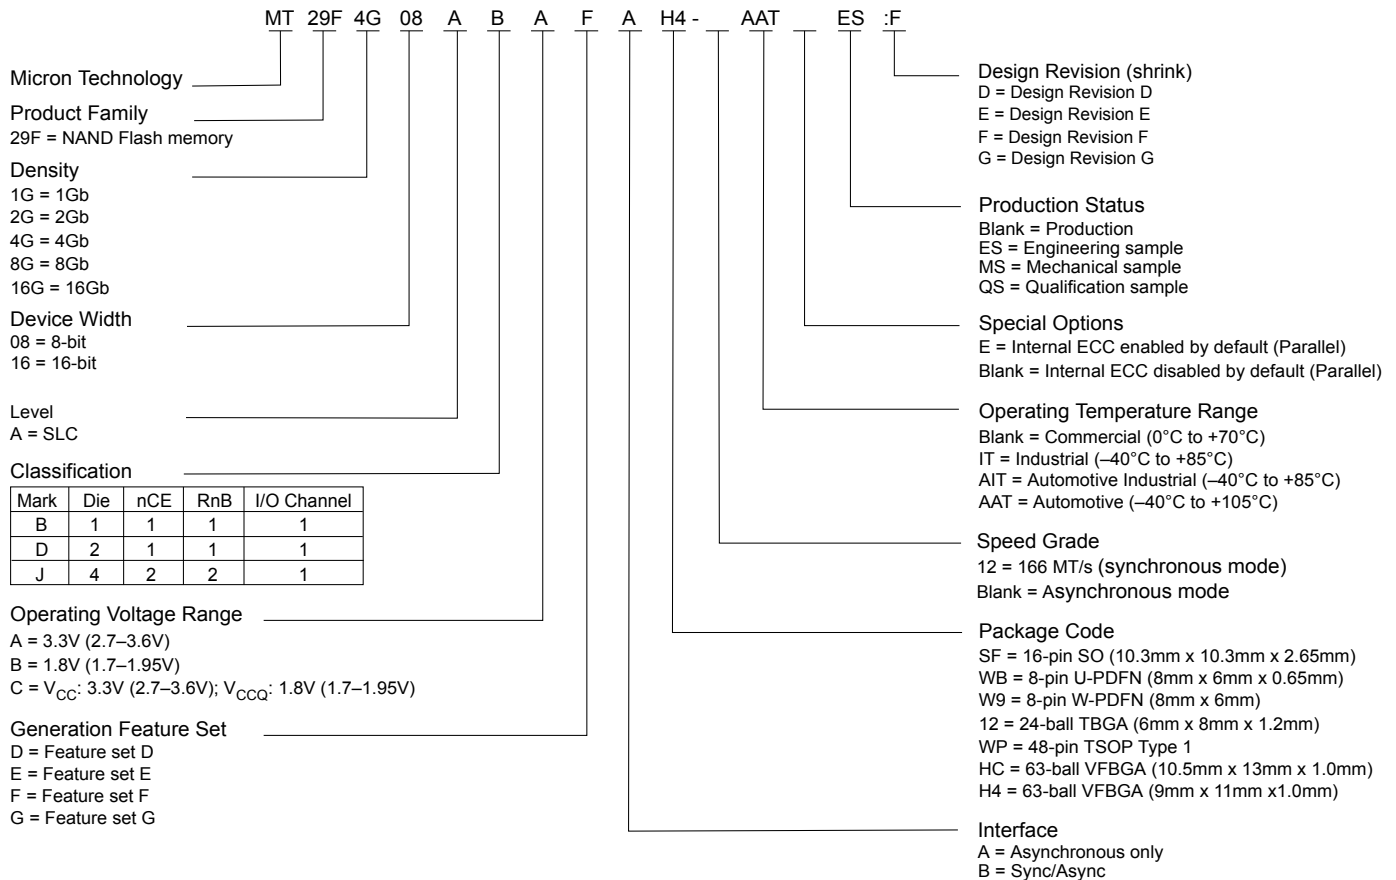 MT 29F 4G 08 A B A F A H4 - AAT ES :F
Micron Technology
Product Family
29F = NAND Flash memory
Density
1G = 1Gb
2G = 2Gb
4G = 4Gb
8G = 8Gb
16G = 16Gb
Device Width
08 = 8-bit
16 = 16-bit
Level
A = SLC
Classification
Mark Die nCE RnB I/O Channel
B 1 1 1 1
D 2 1 1 1
J 4 2 2 1
Operating Voltage Range
A = 3.3V (2.7–3.6V)
B = 1.8V (1.7–1.95V)
C = VCC: 3.3V (2.7–3.6V); VCCQ: 1.8V (1.7–1.95V)
Generation Feature Set
D = Feature set D
E = Feature set E
F = Feature set F
G = Feature set G
Design Revision (shrink)
D = Design Revision D
E = Design Revision E
F = Design Revision F
G = Design Revision G
Production Status
Blank = Production
ES = Engineering sample
MS = Mechanical sample
QS = Qualification sample
Special Options
E = Internal ECC enabled by default (Parallel)
Blank = Internal ECC disabled by default (Parallel)
Operating Temperature Range
Blank = Commercial (0°C to +70°C)
IT = Industrial (–40°C to +85°C)
AIT = Automotive Industrial (–40°C to +85°C)
AAT = Automotive (–40°C to +105°C)
Speed Grade
12 = 166 MT/s (synchronous mode)
Blank = Asynchronous mode
Package Code
SF = 16-pin SO (10.3mm x 10.3mm x 2.65mm)
WB = 8-pin U-PDFN (8mm x 6mm x 0.65mm)
W9 = 8-pin W-PDFN (8mm x 6mm)
12 = 24-ball TBGA (6mm x 8mm x 1.2mm)
WP = 48-pin TSOP Type 1
HC = 63-ball VFBGA (10.5mm x 13mm x 1.0mm)
H4 = 63-ball VFBGA (9mm x 11mm x1.0mm)
Interface
A = Asynchronous only
B = Sync/Async